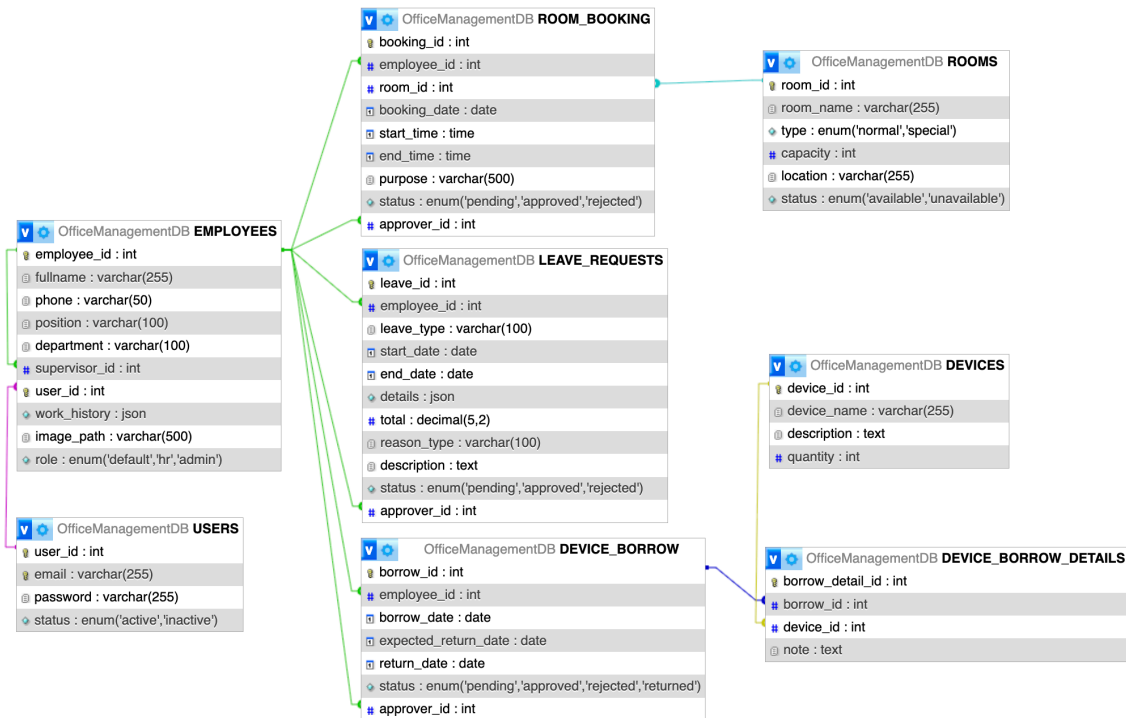 OfficeManagementDB ROOM_BOOKING
booking_id : int
employee_id : int
room_id : int
booking_date : date
start_time : time
end_time : time
purpose : varchar(500)
status : enum('pending','approved','rejected')
approver_id : int
OfficeManagementDB ROOMS
room_id : int
room_name : varchar(255)
type : enum('normal','special')
capacity : int
location : varchar(255)
status : enum('available','unavailable')
OfficeManagementDB EMPLOYEES
employee_id : int
fullname : varchar(255)
phone : varchar(50)
position : varchar(100)
department : varchar(100)
supervisor_id : int
user_id : int
work_history : json
image_path : varchar(500)
role : enum('default','hr','admin')
OfficeManagementDB LEAVE_REQUESTS
leave_id : int
employee_id : int
leave_type : varchar(100)
start_date : date
end_date : date
details : json
total : decimal(5,2)
reason_type : varchar(100)
description : text
status : enum('pending','approved','rejected')
approver_id : int
OfficeManagementDB DEVICES
device_id : int
device_name : varchar(255)
description : text
quantity : int
OfficeManagementDB USERS
user_id : int
email : varchar(255)
password : varchar(255)
status : enum('active','inactive')
OfficeManagementDB DEVICE_BORROW
borrow_id : int
employee_id : int
borrow_date : date
expected_return_date : date
return_date : date
status : enum('pending','approved','rejected','returned')
approver_id : int
OfficeManagementDB DEVICE_BORROW_DETAILS
borrow_detail_id : int
borrow_id : int
device_id : int
note : text